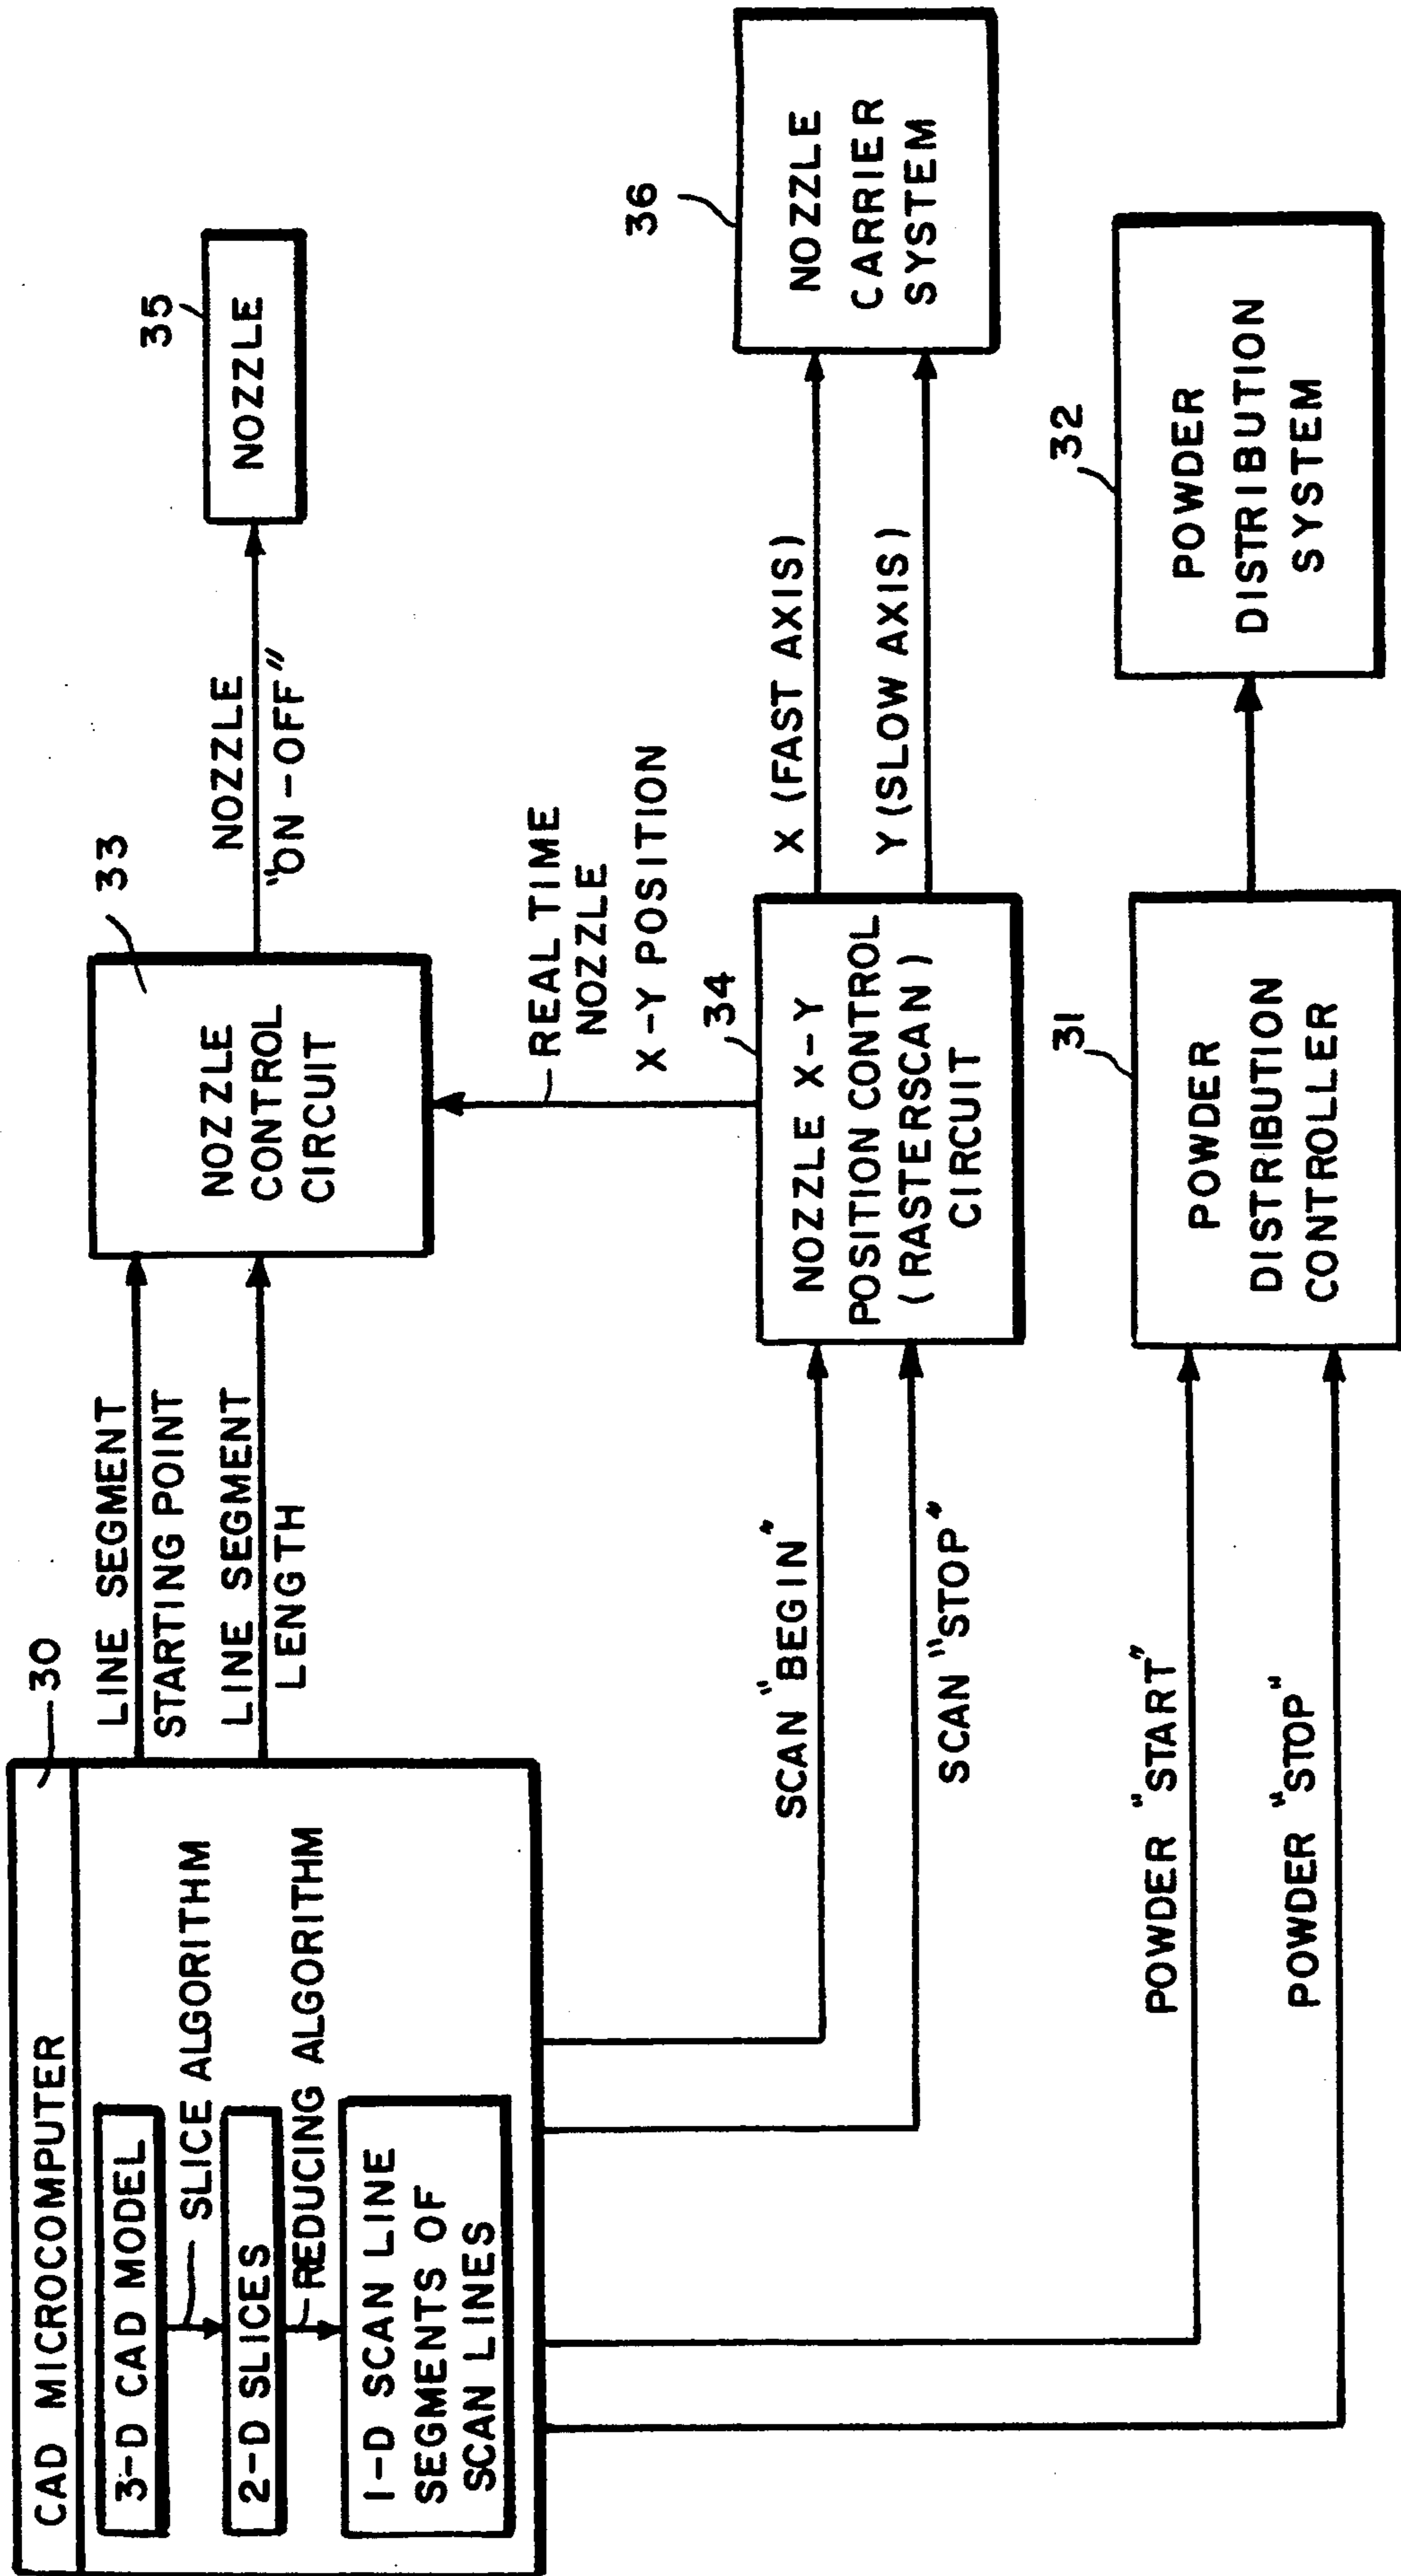 CAD MICROCOMPUTER
30
3-D CAD MODEL
SLICE ALGORITHM
2-D SLICES
REDUCING ALGORITHM
1-D SCAN LINE
SEGMENTS OF
SCAN LINES
LINE SEGMENT
STARTING POINT
LINE SEGMENT
LENGTH
33
NOZZLE
CONTROL
CIRCUIT
NOZZLE
"ON-OFF"
35
NOZZLE
REAL TIME
NOZZLE
X-Y POSITION
SCAN "BEGIN"
SCAN "STOP"
34
NOZZLE X-Y
POSITION CONTROL
(RASTERSCAN)
CIRCUIT
X (FAST AXIS)
Y (SLOW AXIS)
36
NOZZLE
CARRIER
SYSTEM
POWDER "START"
POWDER "STOP"
31
POWDER
DISTRIBUTION
CONTROLLER
32
POWDER
DISTRIBUTION
SYSTEM